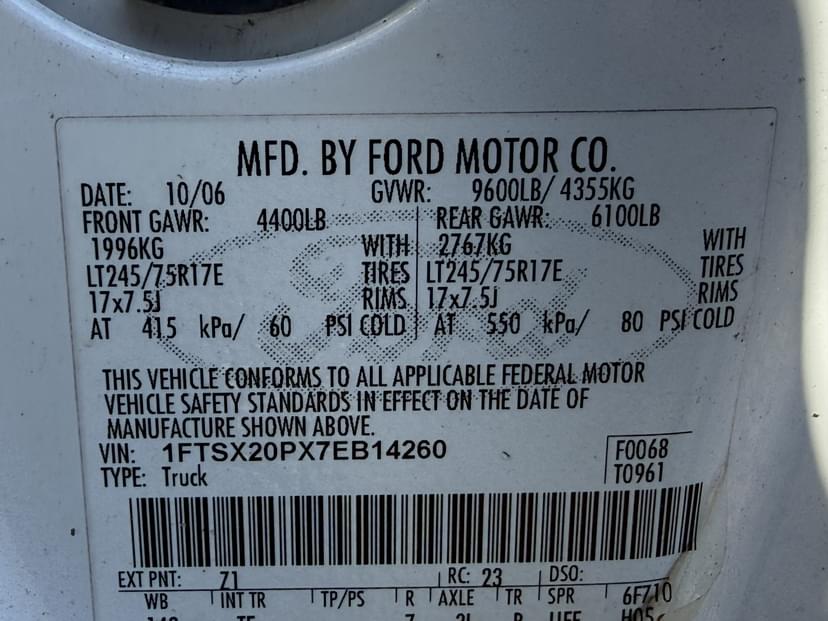 MFD. BY FORD MOTOR CO.
DATE: 10/06 GVWR: 9600LB/ 4355KG
FRONT GAWR: 4400LB REAR GAWR: 6100LB
1996KG WITH 2767KG WITH
LT245/75R17E TIRES LT245/75R17E TIRES
17x7.5J RIMS 17x7.5J RIMS
AT 415 kPa/ 60 PSI COLD AT 550 kPa/ 80 PSI COLD
THIS VEHICLE CONFORMS TO ALL APPLICABLE FEDERAL MOTOR
VEHICLE SAFETY STANDARDS IN EFFECT ON THE DATE OF
MANUFACTURE SHOWN ABOVE.
VIN: 1FTSX20PX7EB14260 F0068
TYPE: Truck T0961
EXT PNT: Z1 RC: 23 DSO:
WB INT TR TP/PS R AXLE TR SPR 6F710